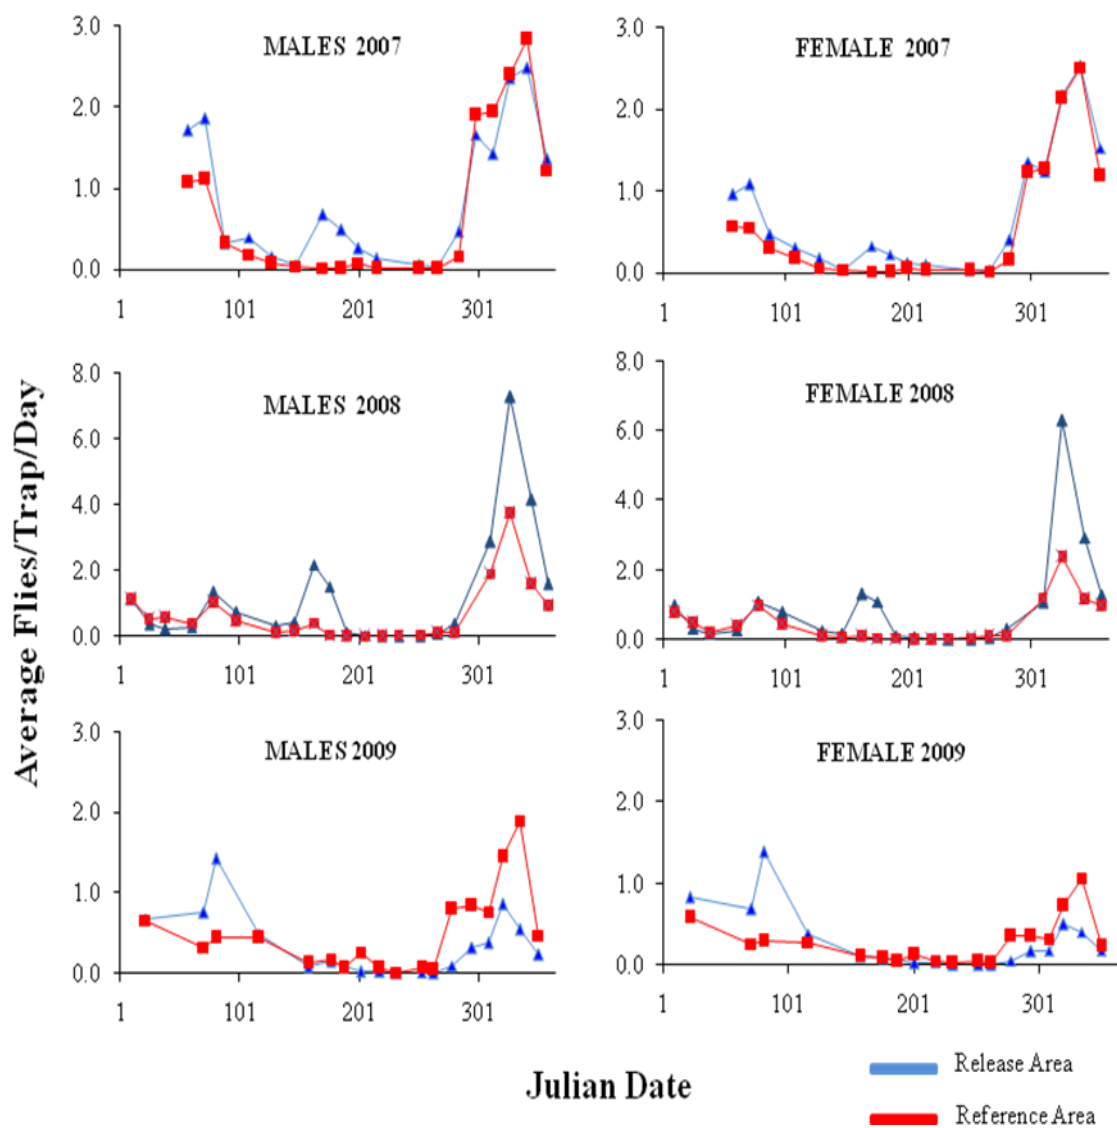 MALES 2007
3.0
2.0
1.0
0.0
1 101 201 301
FEMALE 2007
3.0
2.0
1.0
0.0
1 101 201 301
Average Flies/Trap/Day
MALES 2008
8.0
6.0
4.0
2.0
0.0
1 101 201 301
FEMALE 2008
8.0
6.0
4.0
2.0
0.0
1 101 201 301
MALES 2009
3.0
2.0
1.0
0.0
1 101 201 301
FEMALE 2009
3.0
2.0
1.0
0.0
1 101 201 301
Julian Date
Release Area
Reference Area